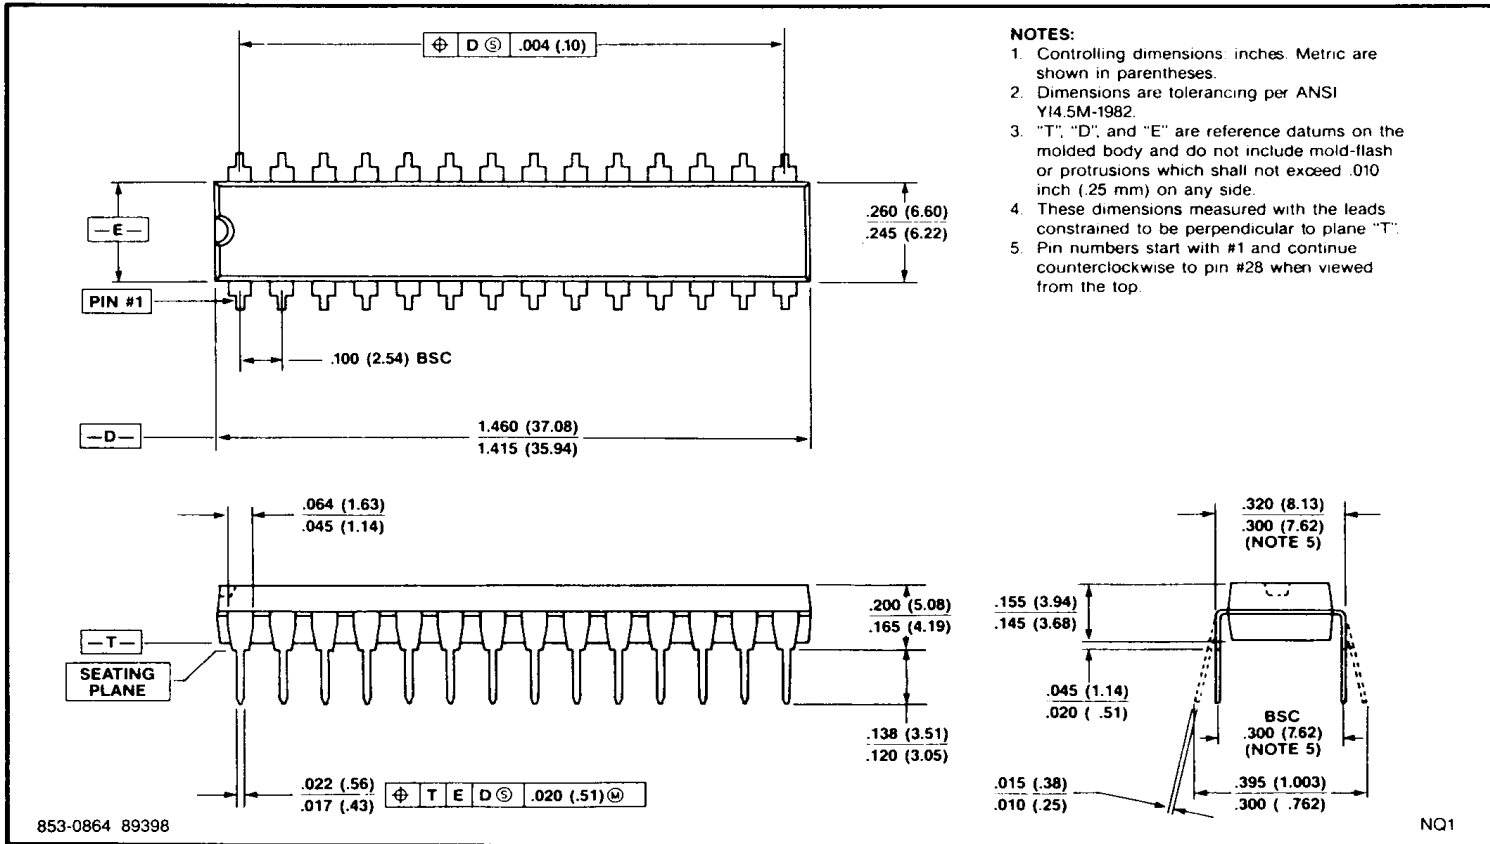 ⌖ D Ⓢ .004 (.10)
NOTES:
1. Controlling dimensions: inches. Metric are
shown in parentheses.
2. Dimensions are tolerancing per ANSI
Y14.5M-1982.
3. "T", "D", and "E" are reference datums on the
molded body and do not include mold-flash
or protrusions which shall not exceed .010
inch (.25 mm) on any side.
4. These dimensions measured with the leads
constrained to be perpendicular to plane "T".
5. Pin numbers start with #1 and continue
counterclockwise to pin #28 when viewed
from the top.
—E—
.260 (6.60)
.245 (6.22)
PIN #1
.100 (2.54) BSC
—D—
1.460 (37.08)
1.415 (35.94)
.064 (1.63)
.045 (1.14)
.320 (8.13)
.300 (7.62)
(NOTE 5)
.200 (5.08)
.165 (4.19)
.155 (3.94)
.145 (3.68)
—T—
SEATING
PLANE
.045 (1.14)
.020 ( .51)
BSC
.300 (7.62)
(NOTE 5)
.138 (3.51)
.120 (3.05)
.022 (.56)
.017 (.43)
⌖ T E D Ⓢ .020 (.51) Ⓜ
.015 (.38)
.010 (.25)
.395 (1.003)
.300 ( .762)
853-0864 89398
NQ1